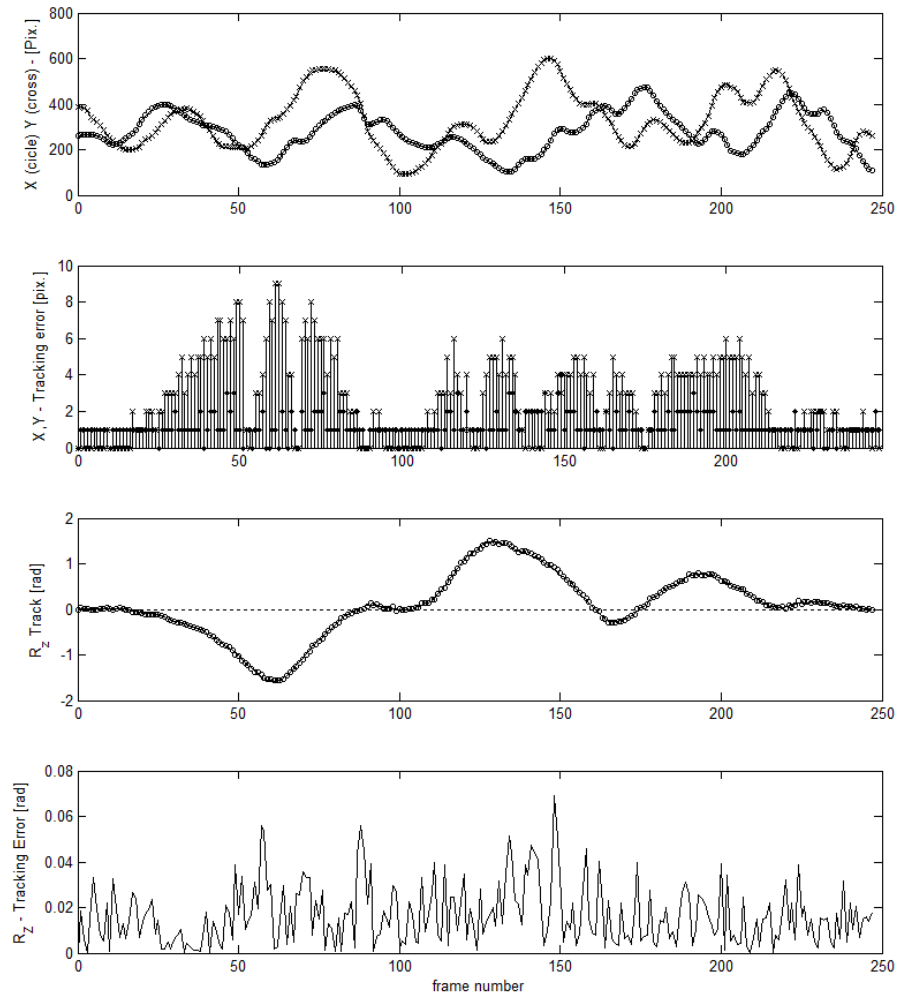 X (cicle) Y (cross) - [Pix.]
800
600
400
200
0
0 50 100 150 200 250
X,Y - Tracking error [pix.]
10
8
6
4
2
0
0 50 100 150 200
R_z Track [rad]
2
1
0
-1
-2
0 50 100 150 200 250
R_Z - Tracking Error [rad]
0.08
0.06
0.04
0.02
0
0 50 100 150 200 250
frame number